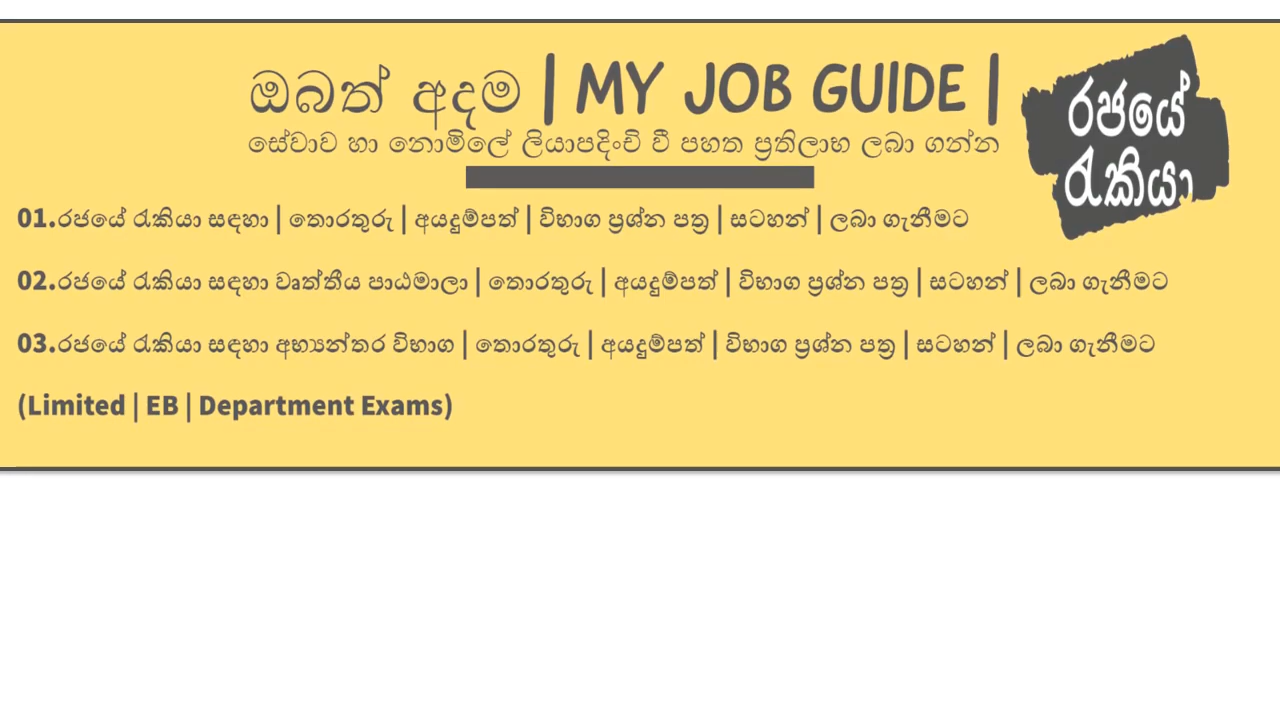 ඔබත් අදම | MY JOB GUIDE |
සේවාව හා නොමිලේ ලියාපදිංචි වී පහත ප්‍රතිලාභ ලබා ගන්න
රජයේ
රැකියා
01.රජයේ රැකියා සඳහා | තොරතුරු | අයදුම්පත් | විභාග ප්‍රශ්න පත්‍ර | සටහන් | ලබා ගැනීමට
02.රජයේ රැකියා සඳහා වෘත්තීය පාඨමාලා | තොරතුරු | අයදුම්පත් | විභාග ප්‍රශ්න පත්‍ර | සටහන් | ලබා ගැනීමට
03.රජයේ රැකියා සඳහා අභ්‍යන්තර විභාග | තොරතුරු | අයදුම්පත් | විභාග ප්‍රශ්න පත්‍ර | සටහන් | ලබා ගැනීමට
(Limited | EB | Department Exams)